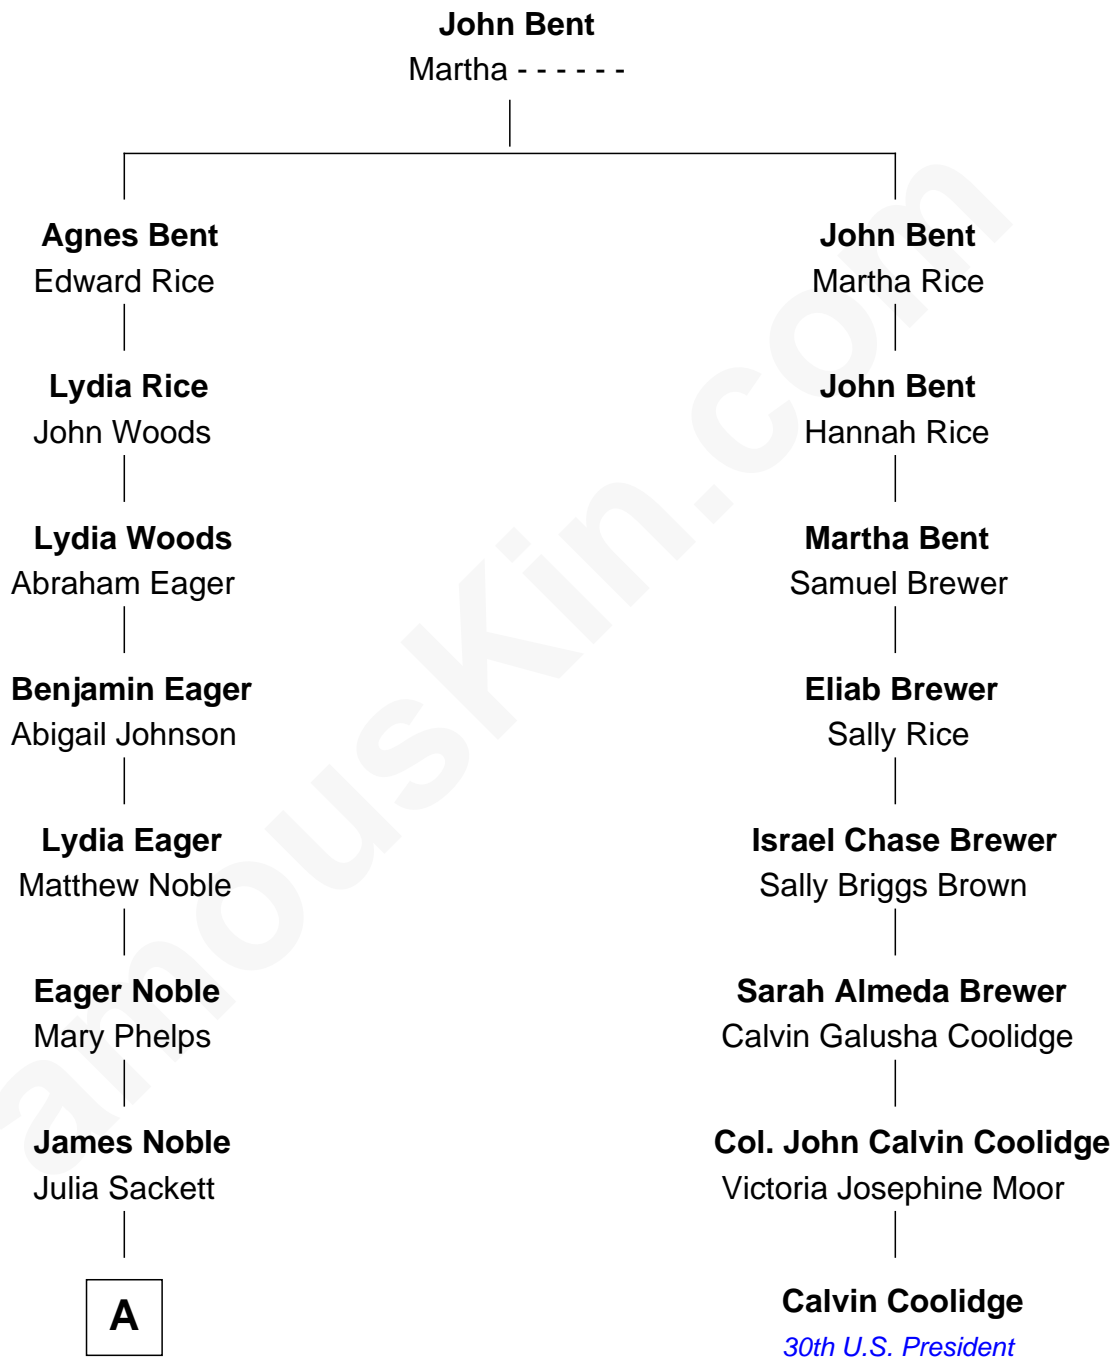 John Bent
Martha - - - - - -
Agnes Bent
Edward Rice
John Bent
Martha Rice
Lydia Rice
John Woods
John Bent
Hannah Rice
Lydia Woods
Abraham Eager
Martha Bent
Samuel Brewer
Benjamin Eager
Abigail Johnson
Eliab Brewer
Sally Rice
Lydia Eager
Matthew Noble
Israel Chase Brewer
Sally Briggs Brown
Eager Noble
Mary Phelps
Sarah Almeda Brewer
Calvin Galusha Coolidge
James Noble
Julia Sackett
Col. John Calvin Coolidge
Victoria Josephine Moor
A
Calvin Coolidge
30th U.S. President
amousKin.com